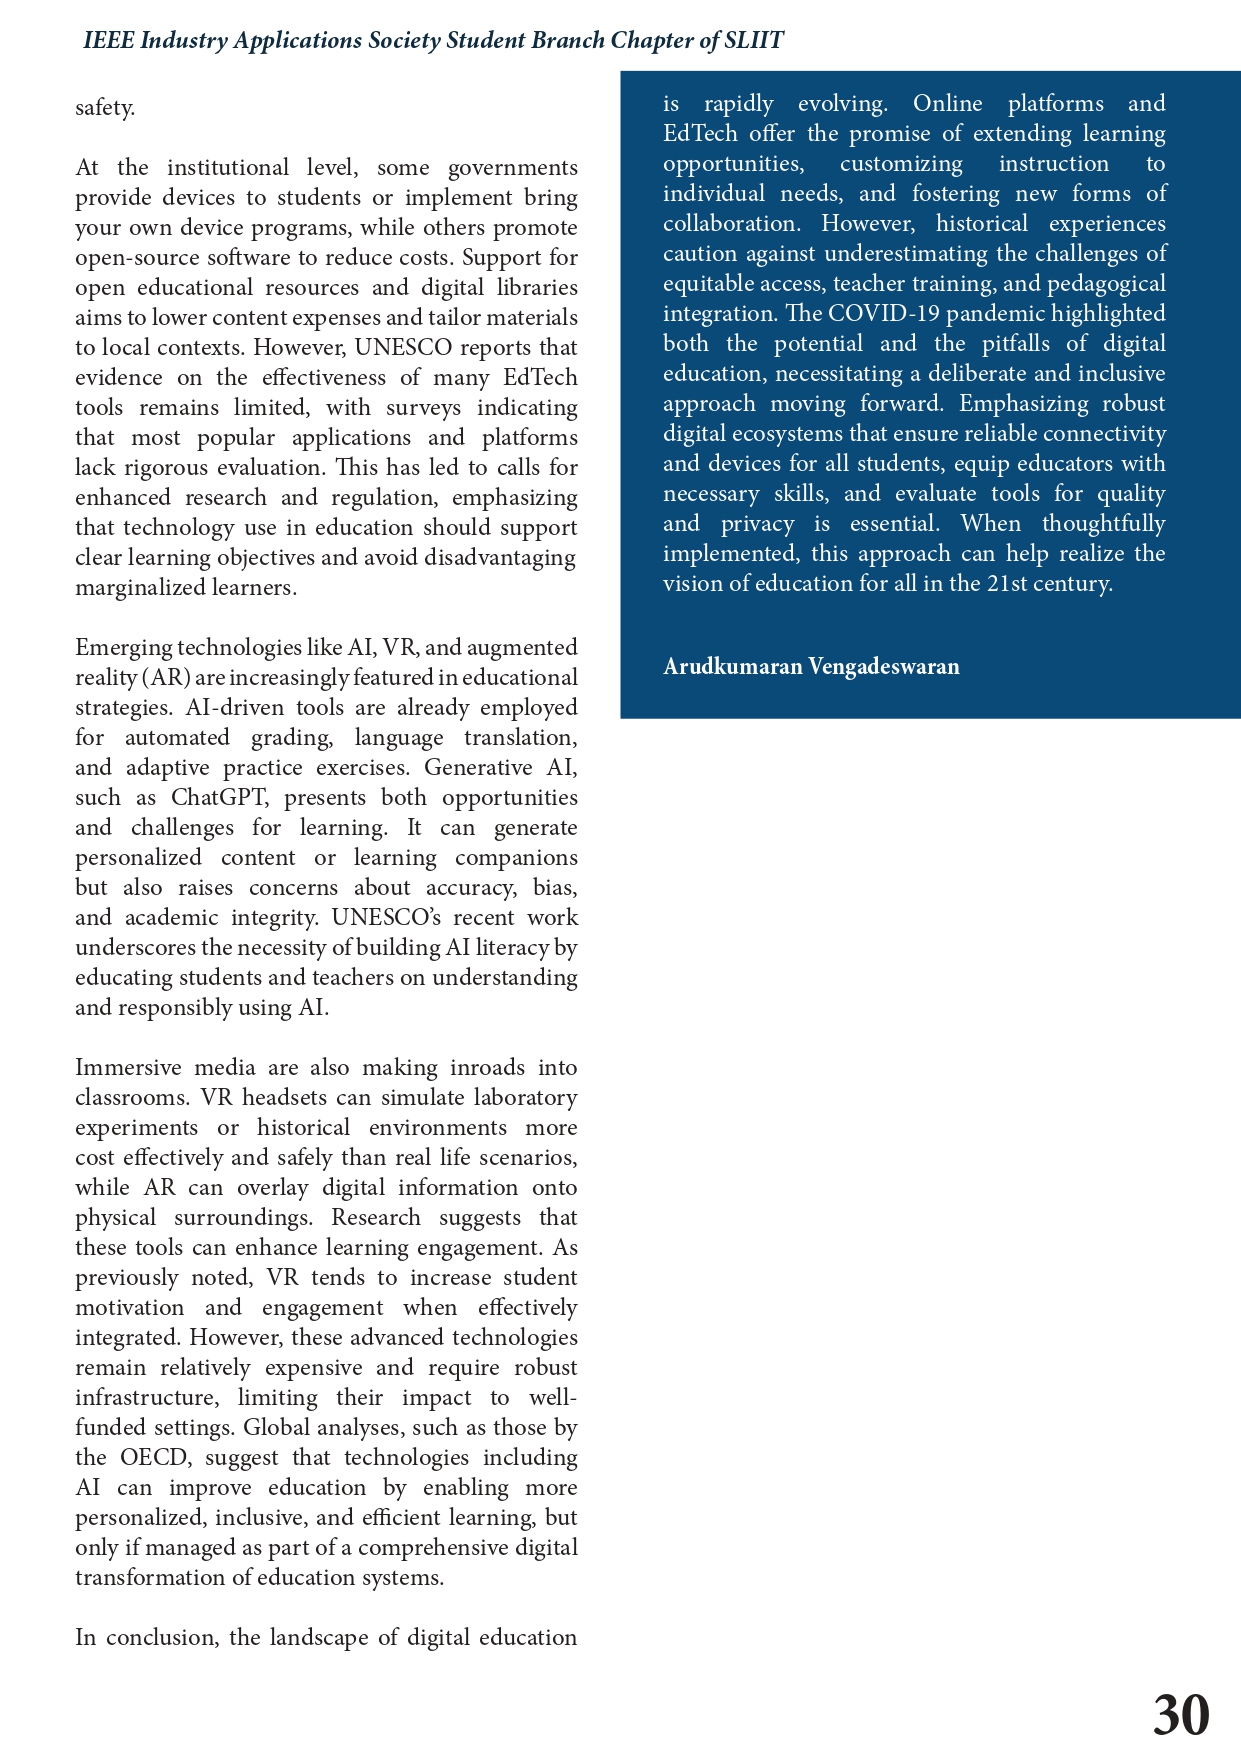 IEEE Industry Applications Society Student Branch Chapter of SLIIT
safety.
At the institutional level, some governments
provide devices to students or implement bring
your own device programs, while others promote
open-source software to reduce costs. Support for
open educational resources and digital libraries
aims to lower content expenses and tailor materials
to local contexts. However, UNESCO reports that
evidence on the effectiveness of many EdTech
tools remains limited, with surveys indicating
that most popular applications and platforms
lack rigorous evaluation. This has led to calls for
enhanced research and regulation, emphasizing
that technology use in education should support
clear learning objectives and avoid disadvantaging
marginalized learners.
Emerging technologies like AI, VR, and augmented
reality (AR) are increasingly featured in educational
strategies. AI-driven tools are already employed
for automated grading, language translation,
and adaptive practice exercises. Generative AI,
such as ChatGPT, presents both opportunities
and challenges for learning. It can generate
personalized content or learning companions
but also raises concerns about accuracy, bias,
and academic integrity. UNESCO’s recent work
underscores the necessity of building AI literacy by
educating students and teachers on understanding
and responsibly using AI.
Immersive media are also making inroads into
classrooms. VR headsets can simulate laboratory
experiments or historical environments more
cost effectively and safely than real life scenarios,
while AR can overlay digital information onto
physical surroundings. Research suggests that
these tools can enhance learning engagement. As
previously noted, VR tends to increase student
motivation and engagement when effectively
integrated. However, these advanced technologies
remain relatively expensive and require robust
infrastructure, limiting their impact to well-
funded settings. Global analyses, such as those by
the OECD, suggest that technologies including
AI can improve education by enabling more
personalized, inclusive, and efficient learning, but
only if managed as part of a comprehensive digital
transformation of education systems.
In conclusion, the landscape of digital education
is rapidly evolving. Online platforms and
EdTech offer the promise of extending learning
opportunities, customizing instruction to
individual needs, and fostering new forms of
collaboration. However, historical experiences
caution against underestimating the challenges of
equitable access, teacher training, and pedagogical
integration. The COVID-19 pandemic highlighted
both the potential and the pitfalls of digital
education, necessitating a deliberate and inclusive
approach moving forward. Emphasizing robust
digital ecosystems that ensure reliable connectivity
and devices for all students, equip educators with
necessary skills, and evaluate tools for quality
and privacy is essential. When thoughtfully
implemented, this approach can help realize the
vision of education for all in the 21st century.
Arudkumaran Vengadeswaran
30